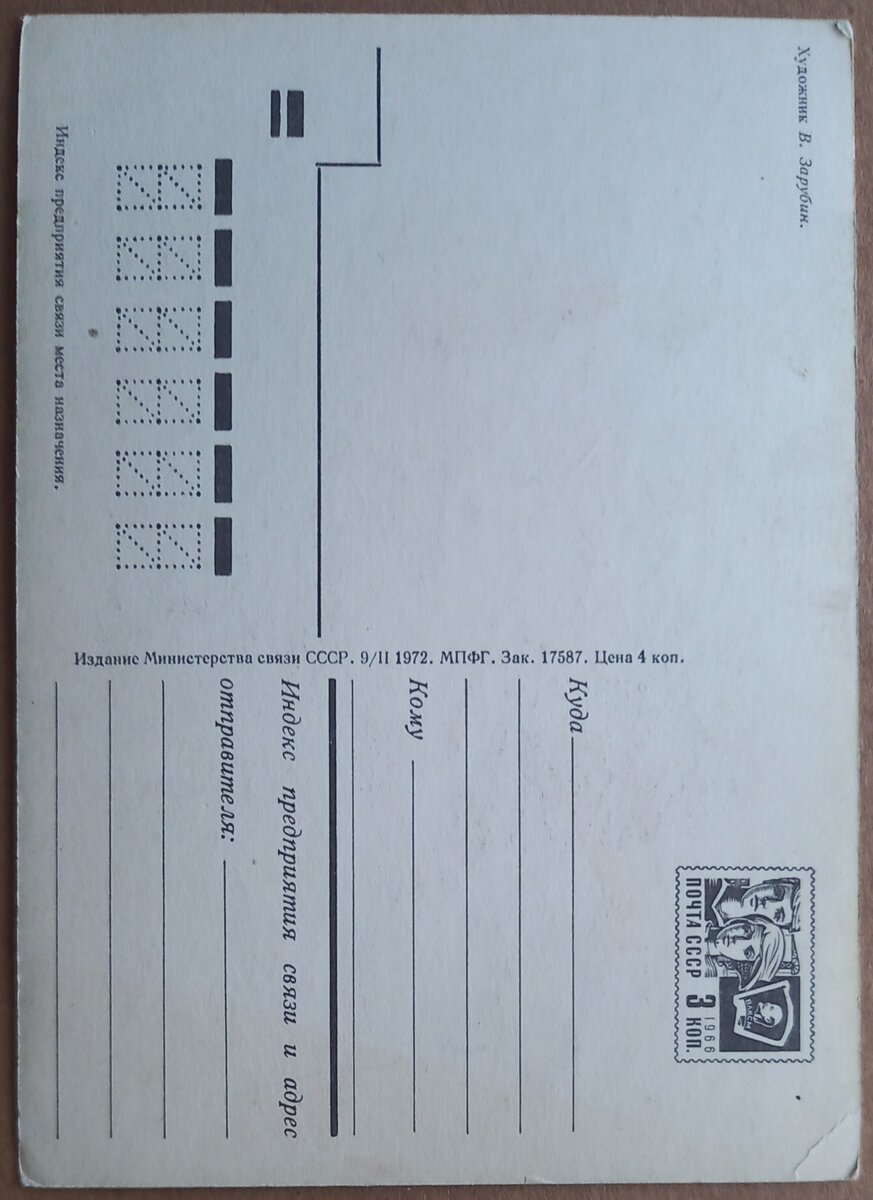 Художник В. Зарубин.
Индекс предприятия связи места назначения.
Издание Министерства связи СССР. 9/II 1972. МПФГ. Зак. 17587. Цена 4 коп.
ПОЧТА СССР 3 КОП.
1966
ВЛКСМ
Куда
Кому
Индекс предприятия связи и адрес
отправителя: